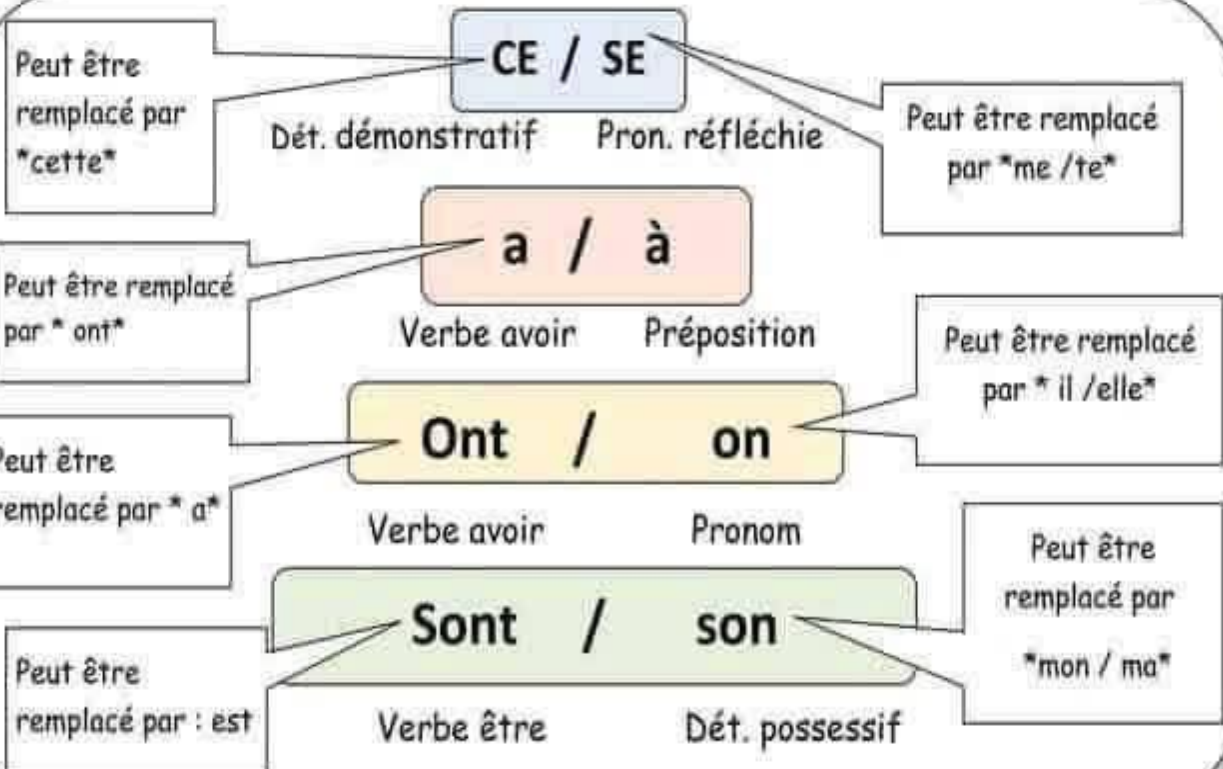 Peut être
remplacé par
*cette*
CE / SE
Dét. démonstratif Pron. réfléchie
Peut être remplacé
par *me /te*
a / à
Verbe avoir Préposition
Peut être remplacé
par * ont*
Ont / on
Verbe avoir Pronom
Peut être remplacé
par * il /elle*
Peut être
remplacé par * a*
Sont / son
Verbe être Dét. possessif
Peut être
remplacé par : est
Peut être
remplacé par
*mon / ma*